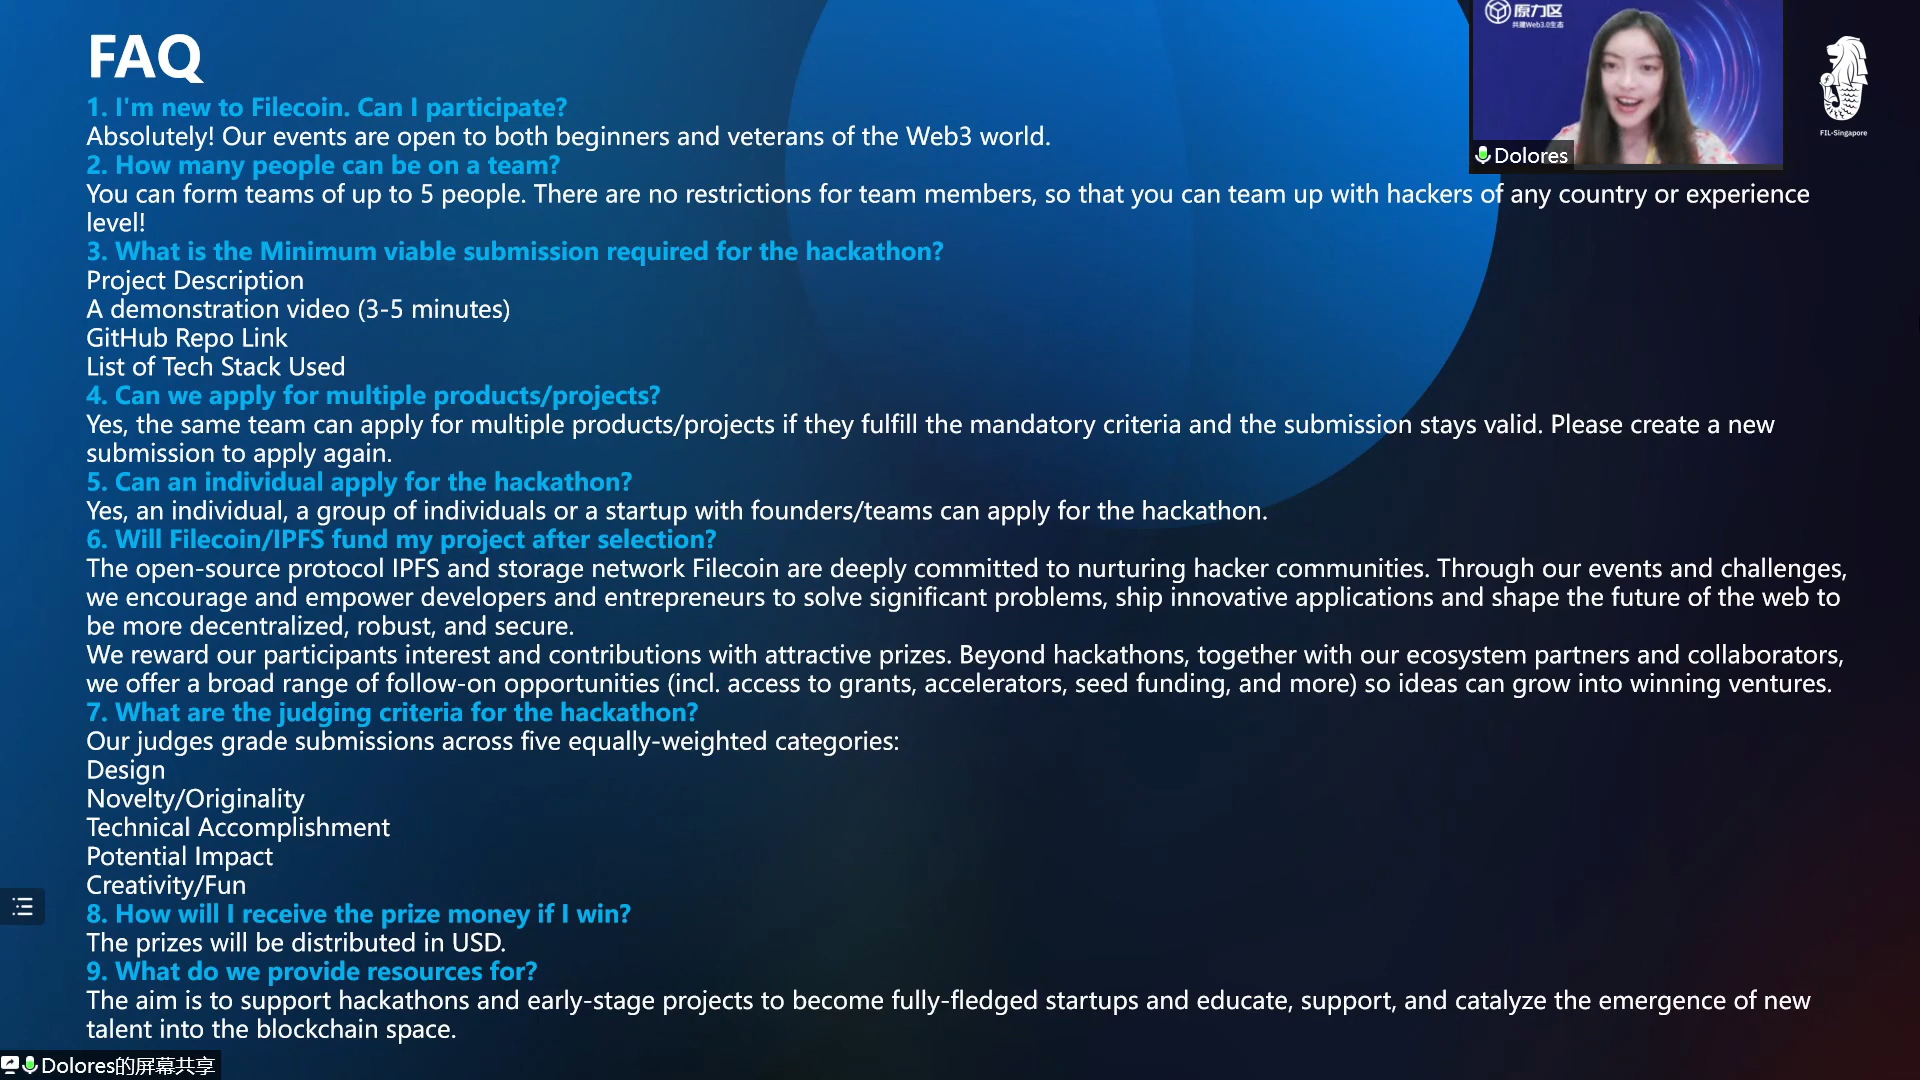 FAQ
原力区
共建Web3.0生态
FIL-Singapore
Dolores
1. I'm new to Filecoin. Can I participate?
Absolutely! Our events are open to both beginners and veterans of the Web3 world.
2. How many people can be on a team?
You can form teams of up to 5 people. There are no restrictions for team members, so that you can team up with hackers of any country or experience
level!
3. What is the Minimum viable submission required for the hackathon?
Project Description
A demonstration video (3-5 minutes)
GitHub Repo Link
List of Tech Stack Used
4. Can we apply for multiple products/projects?
Yes, the same team can apply for multiple products/projects if they fulfill the mandatory criteria and the submission stays valid. Please create a new
submission to apply again.
5. Can an individual apply for the hackathon?
Yes, an individual, a group of individuals or a startup with founders/teams can apply for the hackathon.
6. Will Filecoin/IPFS fund my project after selection?
The open-source protocol IPFS and storage network Filecoin are deeply committed to nurturing hacker communities. Through our events and challenges,
we encourage and empower developers and entrepreneurs to solve significant problems, ship innovative applications and shape the future of the web to
be more decentralized, robust, and secure.
We reward our participants interest and contributions with attractive prizes. Beyond hackathons, together with our ecosystem partners and collaborators,
we offer a broad range of follow-on opportunities (incl. access to grants, accelerators, seed funding, and more) so ideas can grow into winning ventures.
7. What are the judging criteria for the hackathon?
Our judges grade submissions across five equally-weighted categories:
Design
Novelty/Originality
Technical Accomplishment
Potential Impact
Creativity/Fun
8. How will I receive the prize money if I win?
The prizes will be distributed in USD.
9. What do we provide resources for?
The aim is to support hackathons and early-stage projects to become fully-fledged startups and educate, support, and catalyze the emergence of new
talent into the blockchain space.
Dolores的屏幕共享